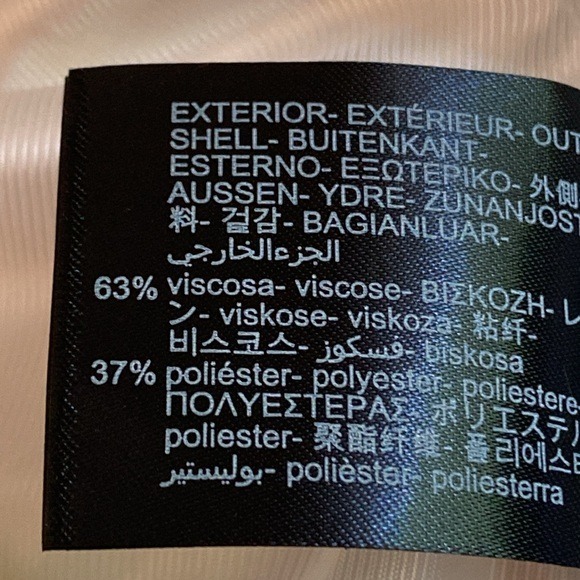 EXTERIOR- EXTÉRIEUR- OUT
SHELL- BUITENKANT-
ESTERNO- ΕΞΩΤΕΡΙΚΟ- 外側
AUSSEN- YDRE- ZUNANJOST
料- 겉감- BAGIANLUAR-
الجزءالخارجي
63% viscosa- viscose- ΒΙΣΚΟΖΗ- レ
ン- viskose- viskoza- 粘纤-
비스코스- فسكوز- biskosa
37% poliéster- polyester- poliestere-
ΠΟΛΥΕΣΤΕΡΑΣ- ポリエステル
poliester- 聚酯纤维- 폴리에스테
بوليستير- polièster- poliesterra